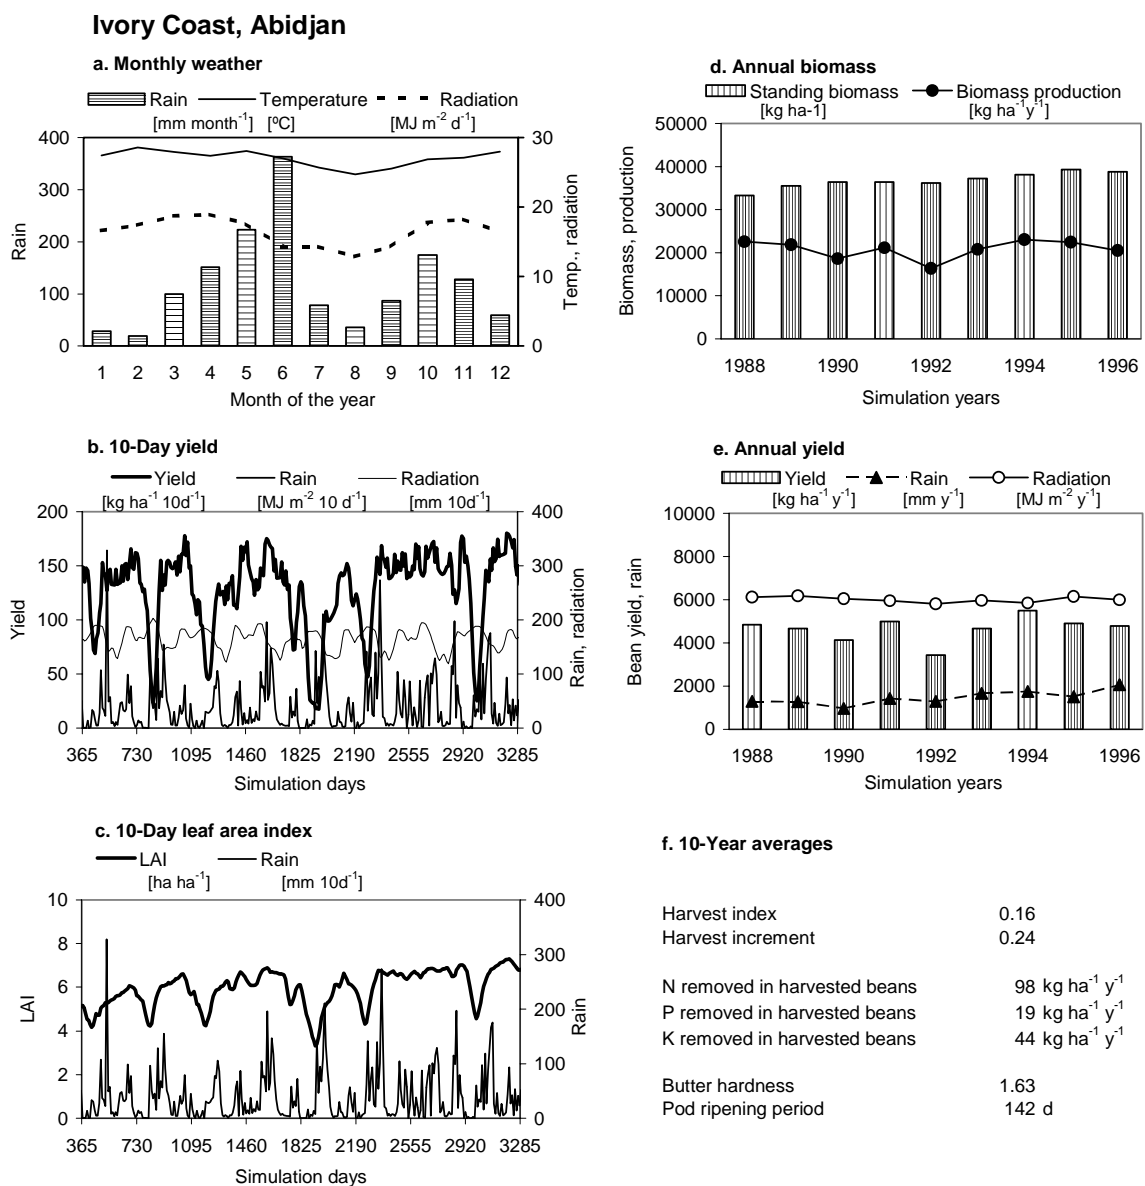 Ivory Coast, Abidjan
a. Monthly weather
Rain Temperature Radiation
[mm month⁻¹] [ºC] [MJ m⁻² d⁻¹]
400
300
200
100
0
30
20
10
0
Rain
Temp., radiation
1 2 3 4 5 6 7 8 9 10 11 12
Month of the year
d. Annual biomass
Standing biomass Biomass production
[kg ha-1] [kg ha⁻¹y⁻¹]
50000
40000
30000
20000
10000
0
Biomass, production
1988 1990 1992 1994 1996
Simulation years
b. 10-Day yield
Yield Rain Radiation
[kg ha⁻¹ 10d⁻¹] [MJ m⁻² 10 d⁻¹] [mm 10d⁻¹]
200
150
100
50
0
400
300
200
100
0
Yield
Rain, radiation
365 730 1095 1460 1825 2190 2555 2920 3285
Simulation days
e. Annual yield
Yield Rain Radiation
[kg ha⁻¹ y⁻¹] [mm y⁻¹] [MJ m⁻² y⁻¹]
10000
8000
6000
4000
2000
0
Bean yield, rain
1988 1990 1992 1994 1996
Simulation years
c. 10-Day leaf area index
LAI Rain
[ha ha⁻¹] [mm 10d⁻¹]
10
8
6
4
2
0
400
300
200
100
0
LAI
Rain
365 730 1095 1460 1825 2190 2555 2920 3285
Simulation days
f. 10-Year averages
Harvest index 0.16
Harvest increment 0.24
N removed in harvested beans 98 kg ha⁻¹ y⁻¹
P removed in harvested beans 19 kg ha⁻¹ y⁻¹
K removed in harvested beans 44 kg ha⁻¹ y⁻¹
Butter hardness 1.63
Pod ripening period 142 d